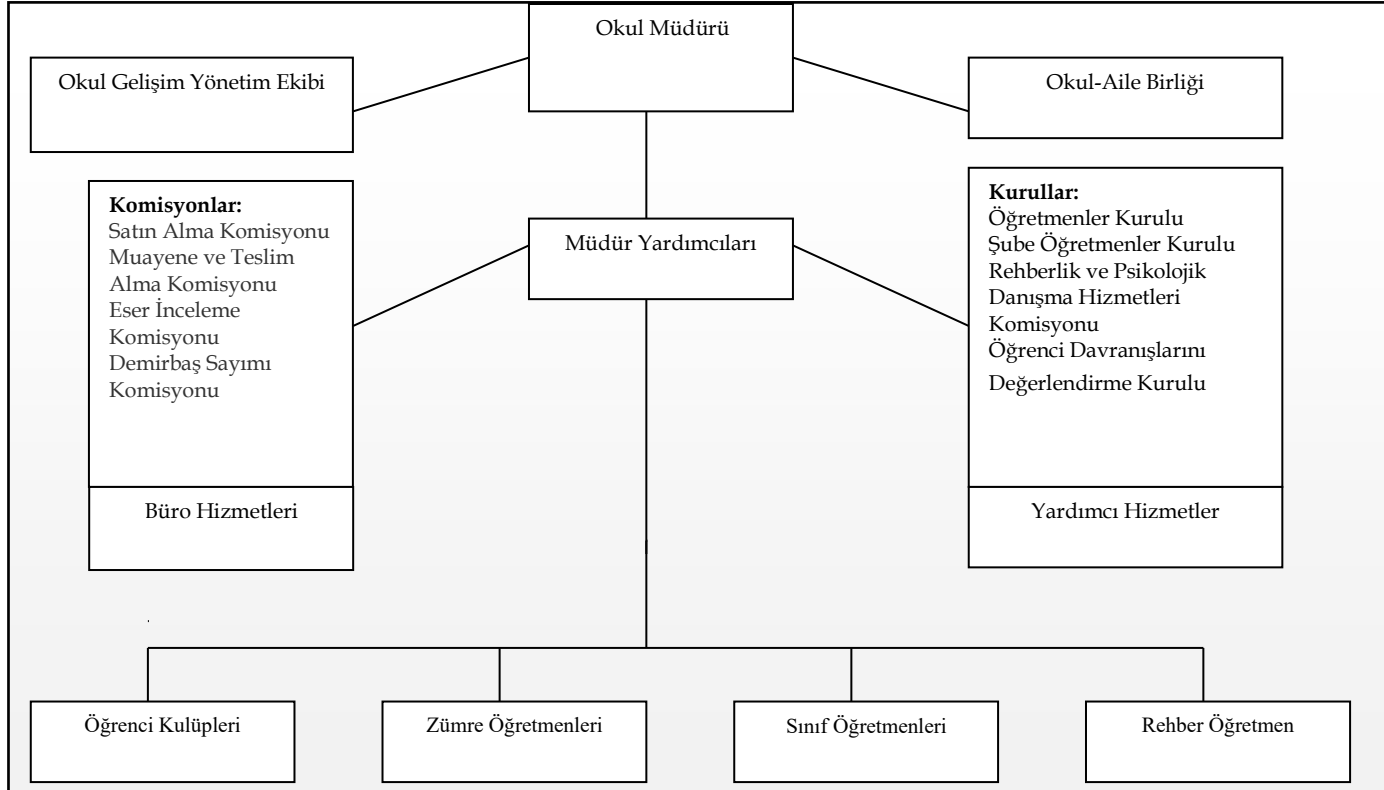 Okul Müdürü
Okul Gelişim Yönetim Ekibi
Okul-Aile Birliği
Komisyonlar:
Satın Alma Komisyonu
Muayene ve Teslim
Alma Komisyonu
Eser İnceleme
Komisyonu
Demirbaş Sayımı
Komisyonu
Müdür Yardımcıları
Kurullar:
Öğretmenler Kurulu
Şube Öğretmenler Kurulu
Rehberlik ve Psikolojik
Danışma Hizmetleri
Komisyonu
Öğrenci Davranışlarını
Değerlendirme Kurulu
Büro Hizmetleri
Yardımcı Hizmetler
Öğrenci Kulüpleri
Zümre Öğretmenleri
Sınıf Öğretmenleri
Rehber Öğretmen